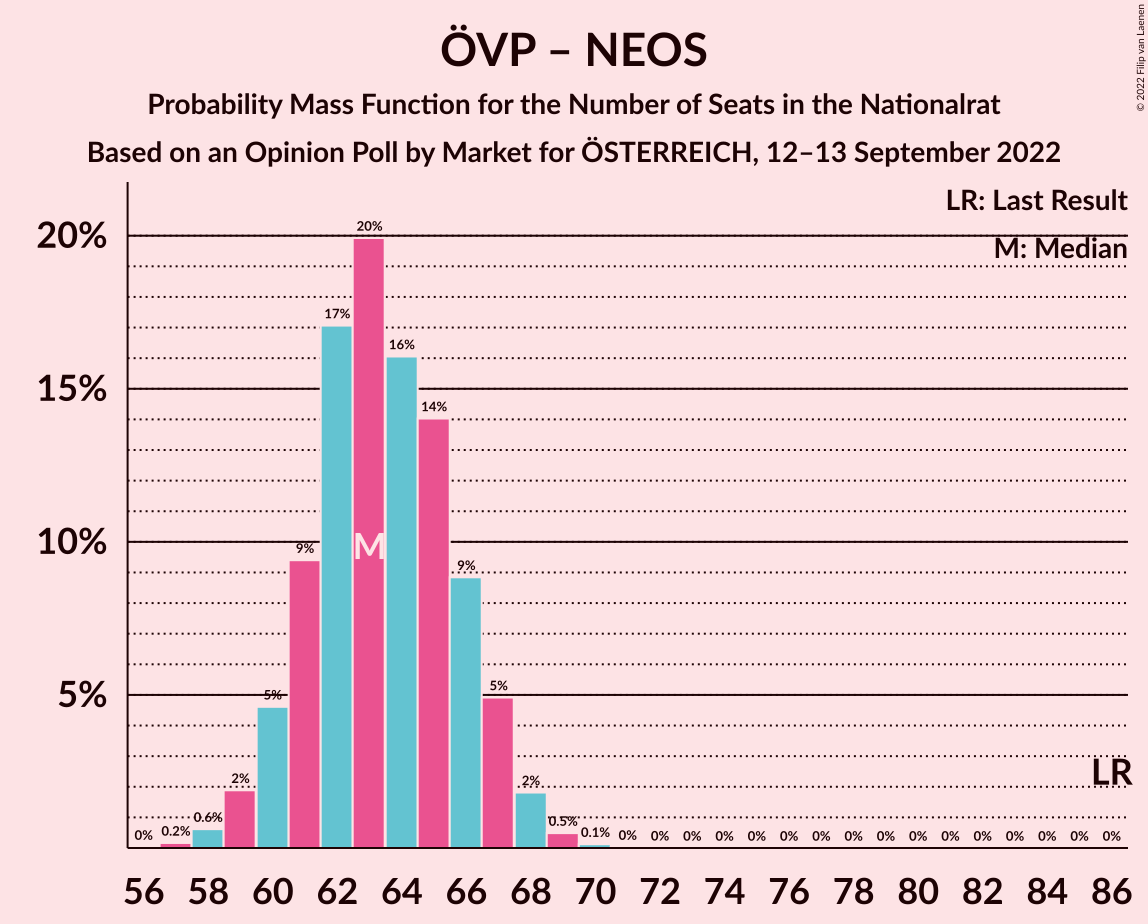 ÖVP – NEOS
Probability Mass Function for the Number of Seats in the Nationalrat
Based on an Opinion Poll by Market for ÖSTERREICH, 12–13 September 2022
© 2022 Filip van Laenen
LR: Last Result
M: Median
20%
15%
10%
5%
0% 0.2% 0.6% 2% 5% 9% 17% 20% 16% 14% 9% 5% 2% 0.5% 0.1% 0% 0% 0% 0% 0% 0% 0% 0% 0% 0% 0% 0% 0% 0% 0% 0%
M
LR
56 58 60 62 64 66 68 70 72 74 76 78 80 82 84 86